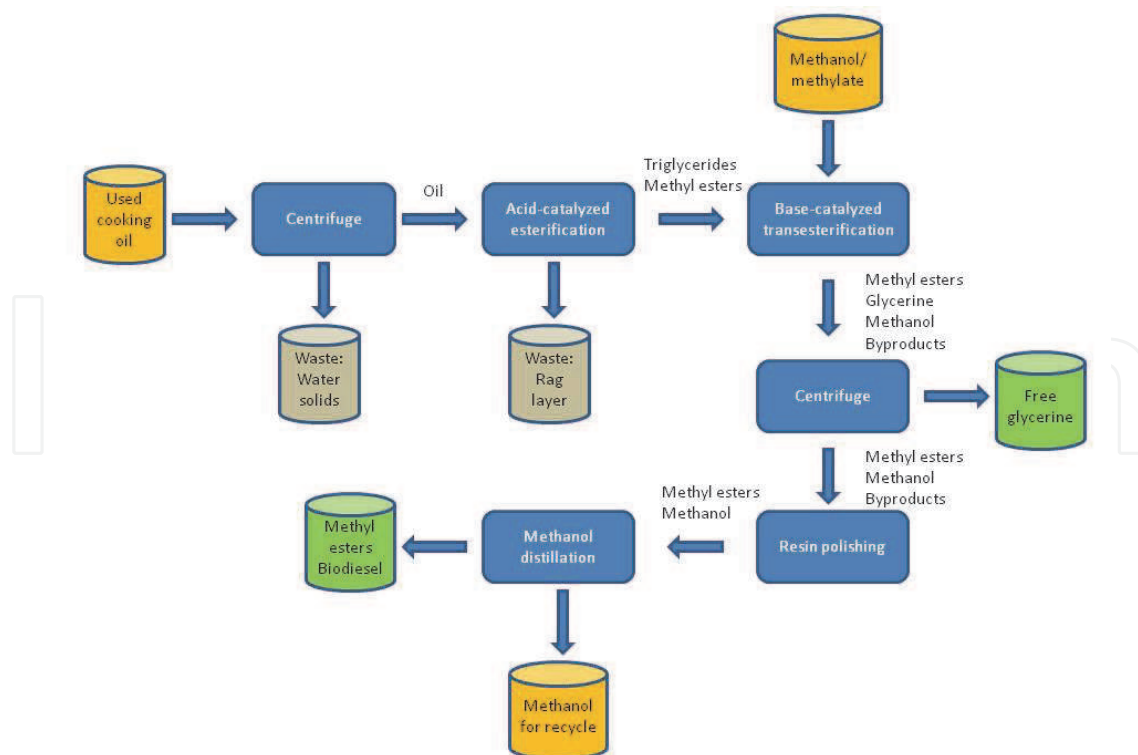 Methanol/
methylate
Used
cooking
oil
Centrifuge
Oil
Acid-catalyzed
esterification
Triglycerides
Methyl esters
Base-catalyzed
transesterification
Waste:
Water
solids
Waste:
Rag
layer
Methyl esters
Glycerine
Methanol
Byproducts
Centrifuge
Free
glycerine
Methyl esters
Methanol
Byproducts
Resin polishing
Methyl esters
Methanol
Methanol
distillation
Methyl
esters
Biodiesel
Methanol
for recycle